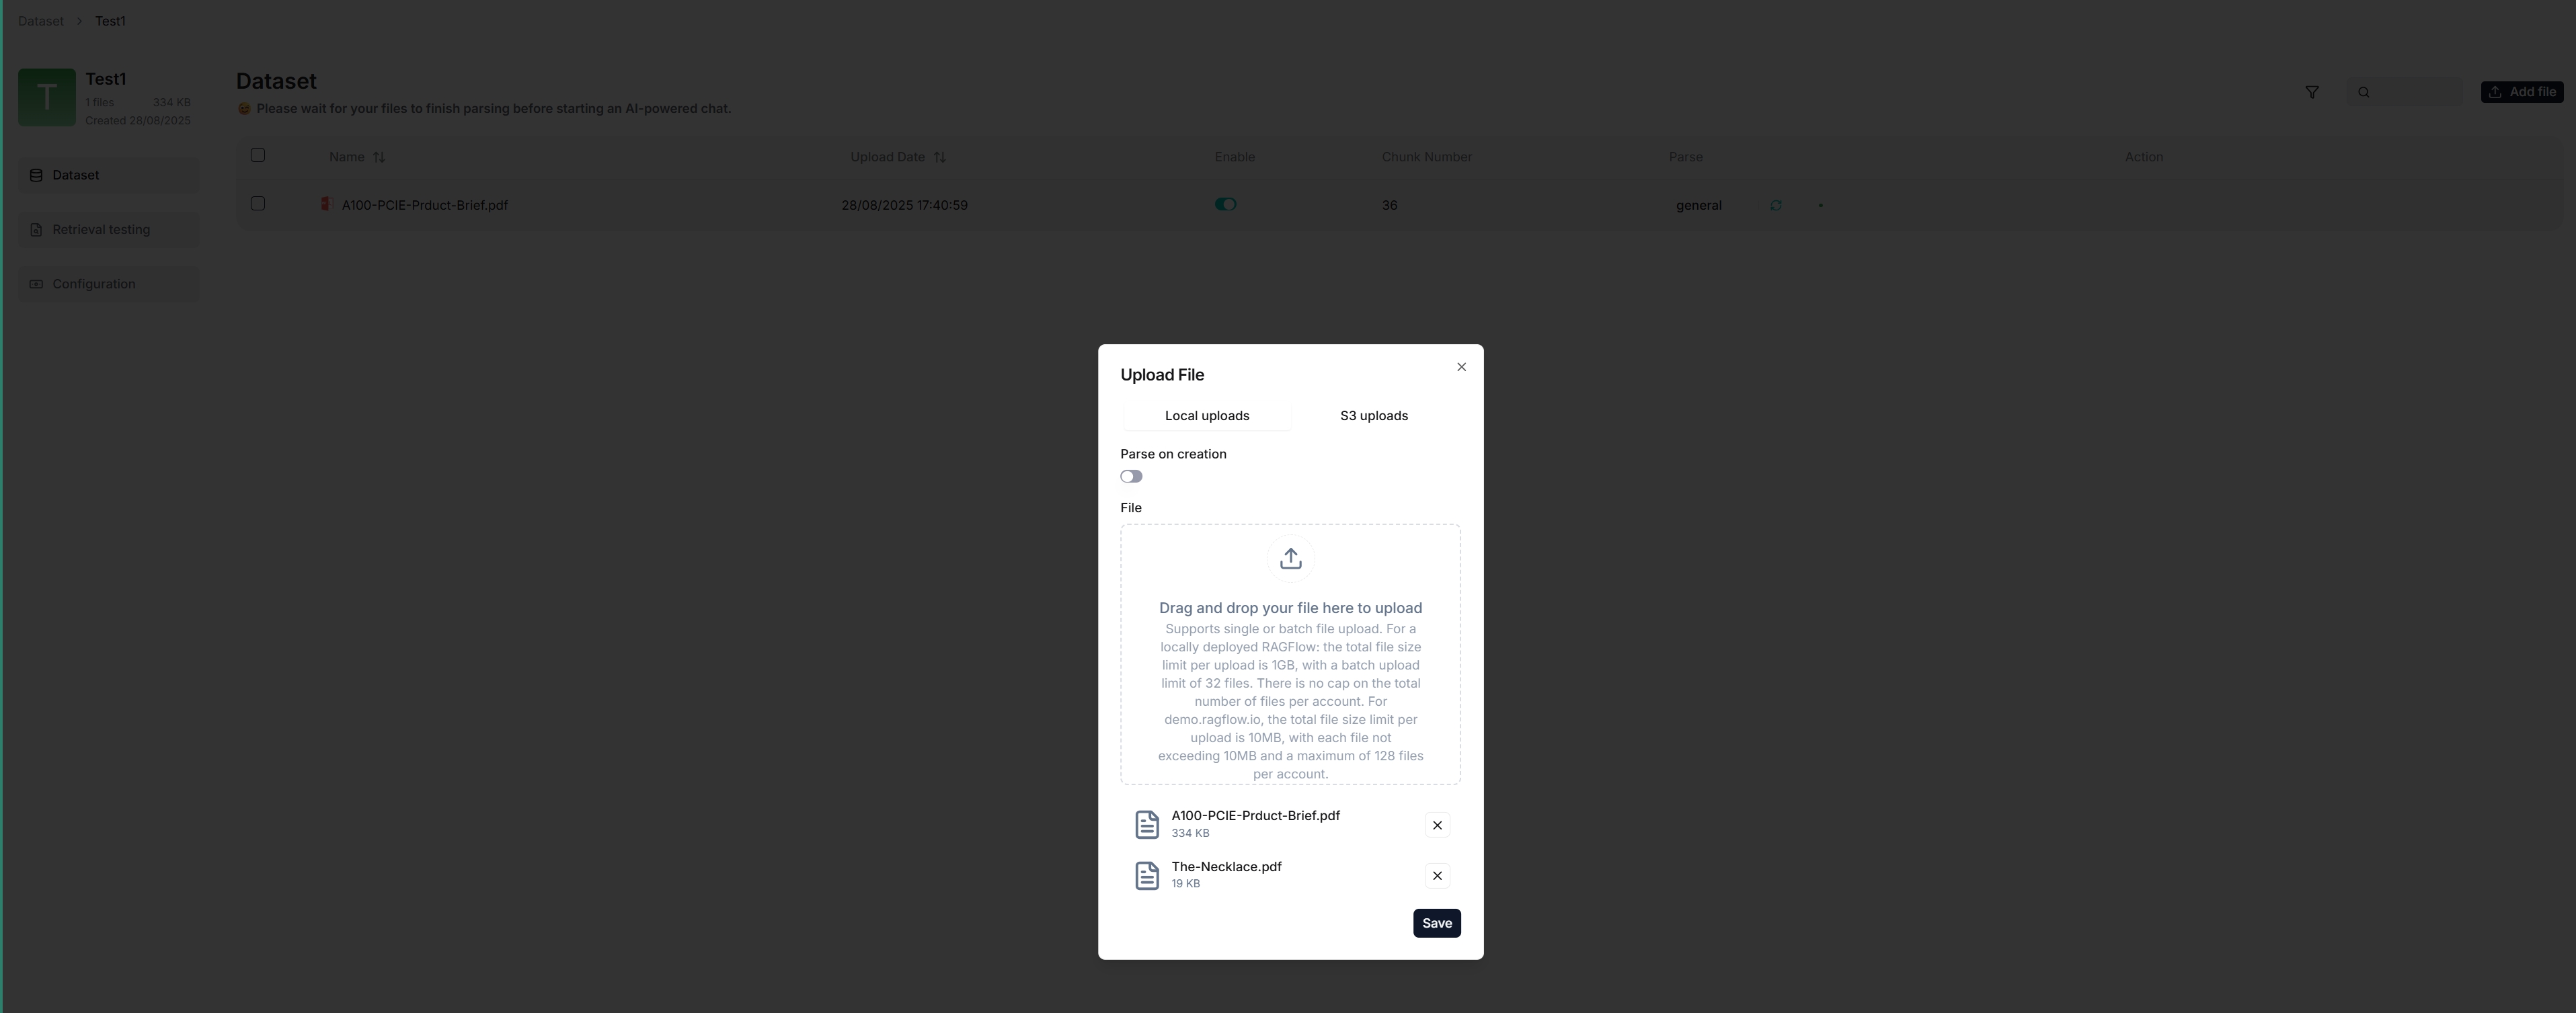 Dataset > Test1
T
Test1
1 files 334 KB
Created 28/08/2025
Dataset
Retrieval testing
Configuration
Dataset
Please wait for your files to finish parsing before starting an AI-powered chat.
Add file
Name Upload Date Enable Chunk Number Parse Action
A100-PCIE-Prduct-Brief.pdf 28/08/2025 17:40:59 36 general
Upload File
Local uploads S3 uploads
Parse on creation
File
Drag and drop your file here to upload
Supports single or batch file upload. For a
locally deployed RAGFlow: the total file size
limit per upload is 1GB, with a batch upload
limit of 32 files. There is no cap on the total
number of files per account. For
demo.ragflow.io, the total file size limit per
upload is 10MB, with each file not
exceeding 10MB and a maximum of 128 files
per account.
A100-PCIE-Prduct-Brief.pdf
334 KB
The-Necklace.pdf
19 KB
Save